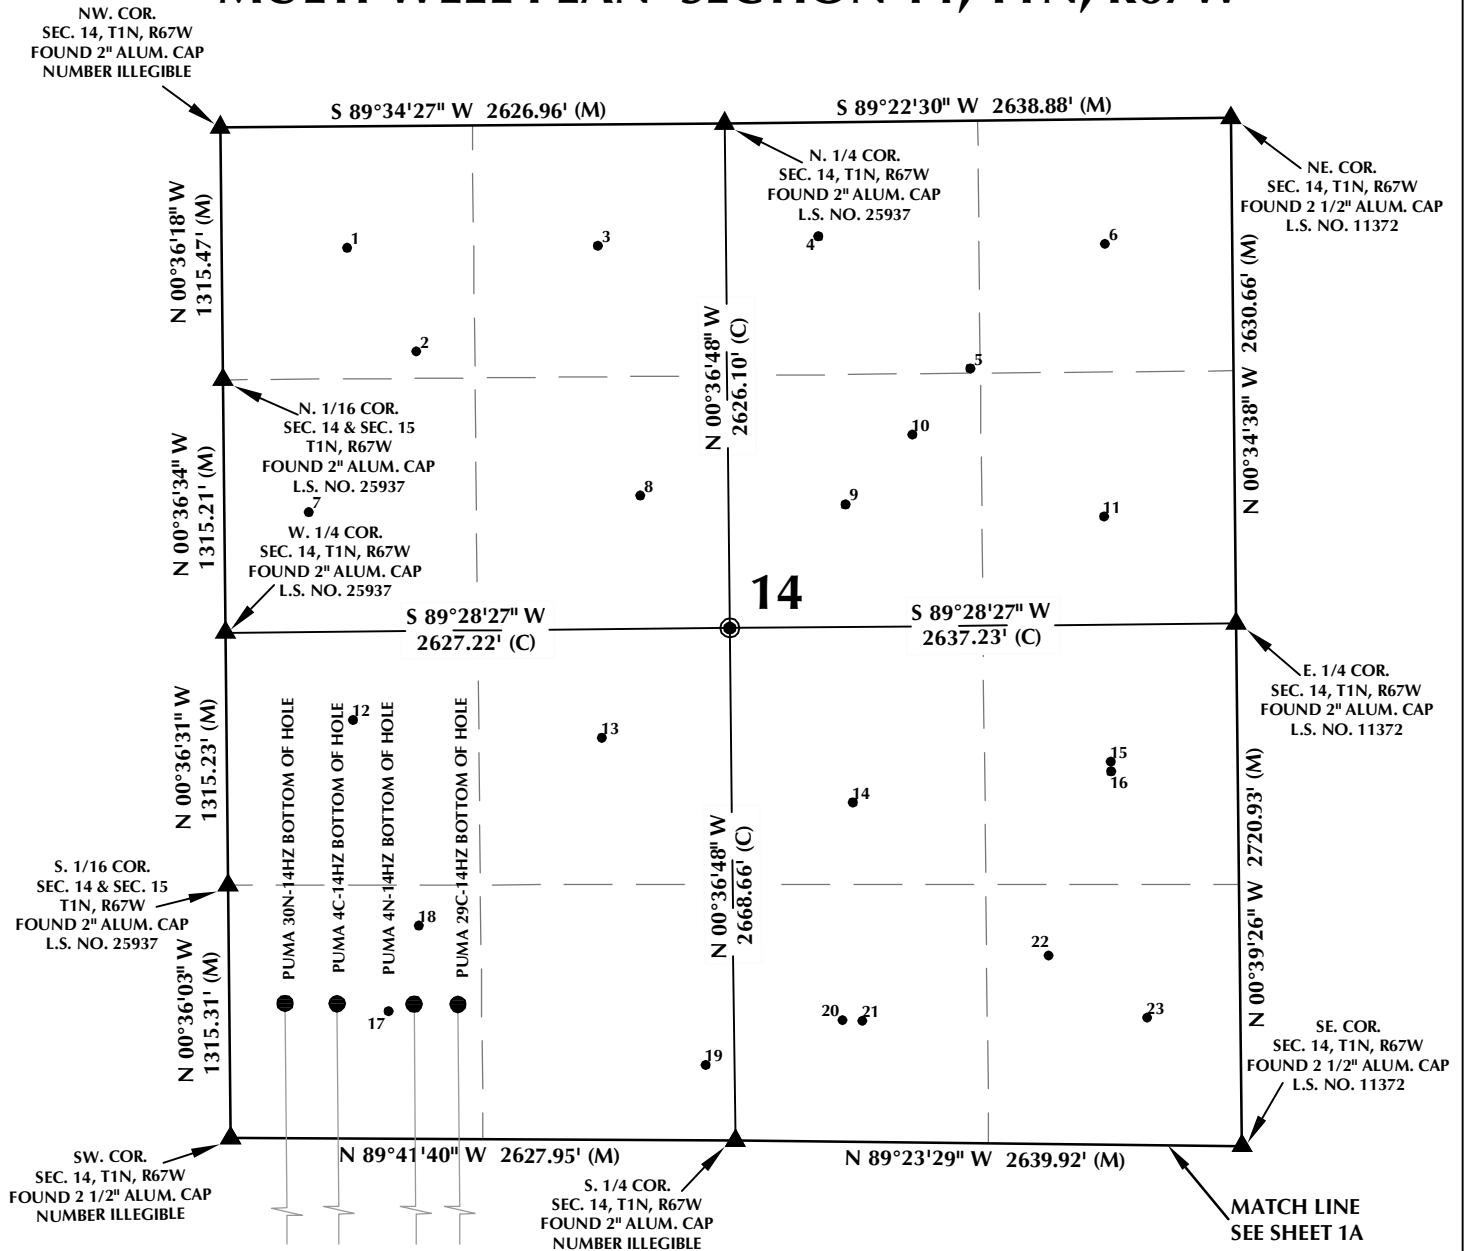 MULTI-WELL PLAN SECTION 14, T1N, R67W
NW. COR.
SEC. 14, T1N, R67W
FOUND 2" ALUM. CAP
NUMBER ILLEGIBLE
S 89°34'27" W 2626.96' (M)
S 89°22'30" W 2638.88' (M)
N. 1/4 COR.
SEC. 14, T1N, R67W
FOUND 2" ALUM. CAP
L.S. NO. 25937
NE. COR.
SEC. 14, T1N, R67W
FOUND 2 1/2" ALUM. CAP
L.S. NO. 11372
N 00°36'18" W
1315.47' (M)
1
3
4
6
2
5
N 00°36'48" W
2626.10' (C)
N 00°34'38" W 2630.66' (M)
N. 1/16 COR.
SEC. 14 & SEC. 15
T1N, R67W
FOUND 2" ALUM. CAP
L.S. NO. 25937
N 00°36'34" W
1315.21' (M)
10
8
9
7
11
W. 1/4 COR.
SEC. 14, T1N, R67W
FOUND 2" ALUM. CAP
L.S. NO. 25937
14
S 89°28'27" W
2627.22' (C)
S 89°28'27" W
2637.23' (C)
E. 1/4 COR.
SEC. 14, T1N, R67W
FOUND 2" ALUM. CAP
L.S. NO. 11372
N 00°36'31" W
1315.23' (M)
PUMA 30N-14HZ BOTTOM OF HOLE
PUMA 4C-14HZ BOTTOM OF HOLE
PUMA 4N-14HZ BOTTOM OF HOLE
PUMA 29C-14HZ BOTTOM OF HOLE
12
13
15
16
14
N 00°36'48" W
2668.66' (C)
N 00°39'26" W 2720.93' (M)
S. 1/16 COR.
SEC. 14 & SEC. 15
T1N, R67W
FOUND 2" ALUM. CAP
L.S. NO. 25937
18
22
N 00°36'03" W
1315.31' (M)
17
20
21
23
19
SE. COR.
SEC. 14, T1N, R67W
FOUND 2 1/2" ALUM. CAP
L.S. NO. 11372
SW. COR.
SEC. 14, T1N, R67W
FOUND 2 1/2" ALUM. CAP
NUMBER ILLEGIBLE
N 89°41'40" W 2627.95' (M)
N 89°23'29" W 2639.92' (M)
S. 1/4 COR.
SEC. 14, T1N, R67W
FOUND 2" ALUM. CAP
NUMBER ILLEGIBLE
MATCH LINE
SEE SHEET 1A